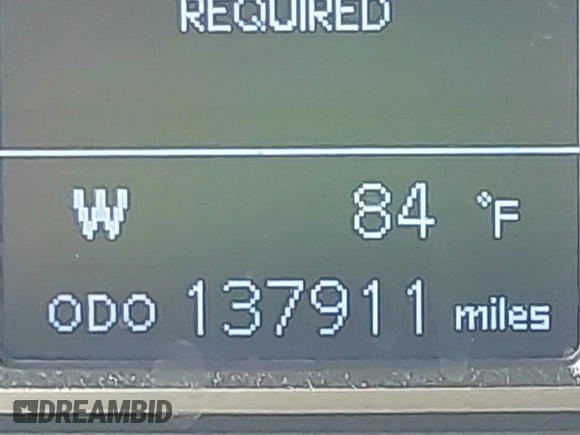 REQUIRED
W 84 °F
ODO 137911 miles
DREAMBID